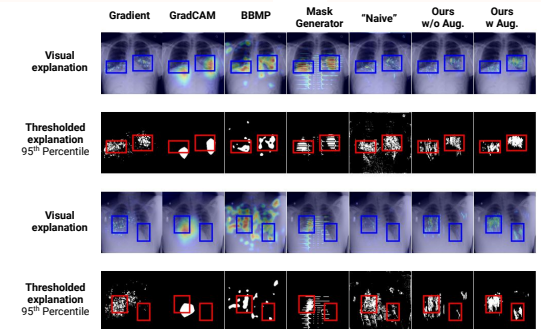 Gradient GradCAM BBMP Mask Generator "Naive" Ours w/o Aug. Ours w Aug.
Visual explanation
Thresholded explanation
95th Percentile
Visual explanation
Thresholded explanation
95th Percentile